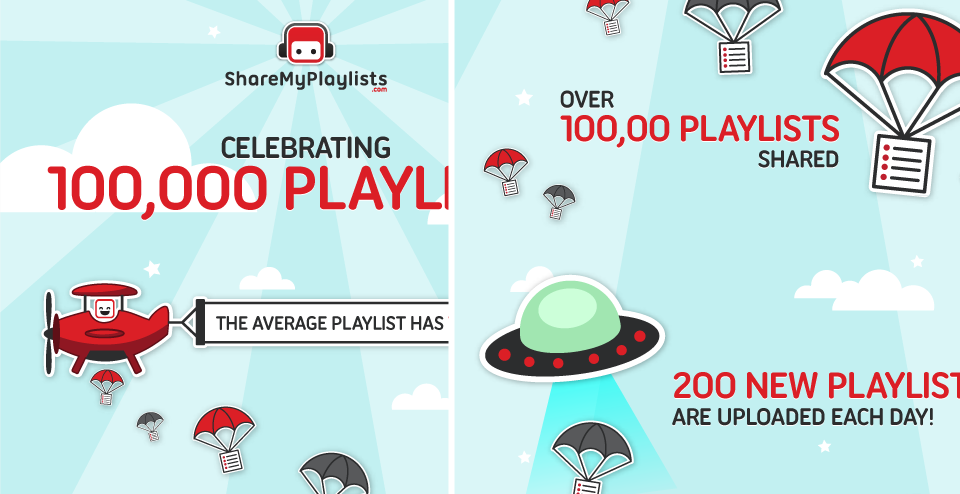 ShareMyPlaylists
.com
CELEBRATING
100,000 PLAYLI
THE AVERAGE PLAYLIST HAS
OVER
100,00 PLAYLISTS
SHARED
200 NEW PLAYLIST
ARE UPLOADED EACH DAY!